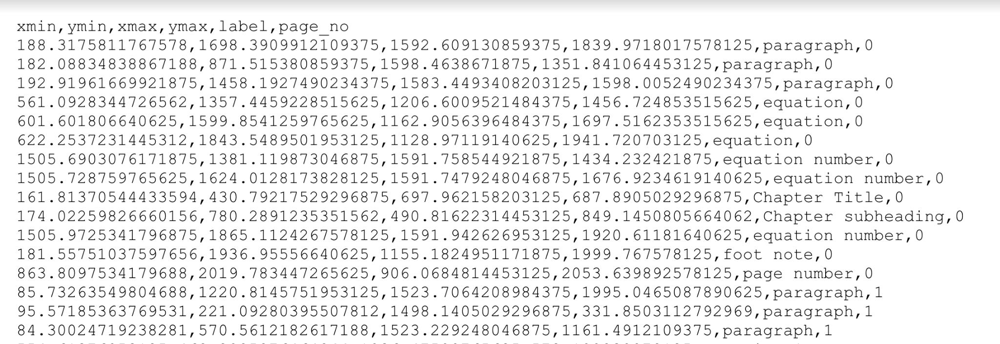 xmin,ymin,xmax,ymax,label,page_no
188.3175811767578,1698.3909912109375,1592.609130859375,1839.9718017578125,paragraph,0
182.08834838867188,871.515380859375,1598.4638671875,1351.841064453125,paragraph,0
192.91961669921875,1458.1927490234375,1583.4493408203125,1598.0052490234375,paragraph,0
561.0928344726562,1357.4459228515625,1206.6009521484375,1456.724853515625,equation,0
601.601806640625,1599.8541259765625,1162.9056396484375,1697.5162353515625,equation,0
622.2537231445312,1843.5489501953125,1128.97119140625,1941.720703125,equation,0
1505.6903076171875,1381.119873046875,1591.758544921875,1434.232421875,equation number,0
1505.728759765625,1624.0128173828125,1591.7479248046875,1676.9234619140625,equation number,0
161.81370544433594,430.79217529296875,697.962158203125,687.8905029296875,Chapter Title,0
174.02259826660156,780.2891235351562,490.81622314453125,849.1450805664062,Chapter subheading,0
1505.9725341796875,1865.1124267578125,1591.942626953125,1920.61181640625,equation number,0
181.55751037597656,1936.95556640625,1155.1824951171875,1999.767578125,foot note,0
863.8097534179688,2019.783447265625,906.0684814453125,2053.639892578125,page number,0
85.73263549804688,1220.8145751953125,1523.7064208984375,1995.0465087890625,paragraph,1
95.57185363769531,221.09280395507812,1498.1405029296875,331.8503112792969,paragraph,1
84.30024719238281,570.5612182617188,1523.229248046875,1161.4912109375,paragraph,1